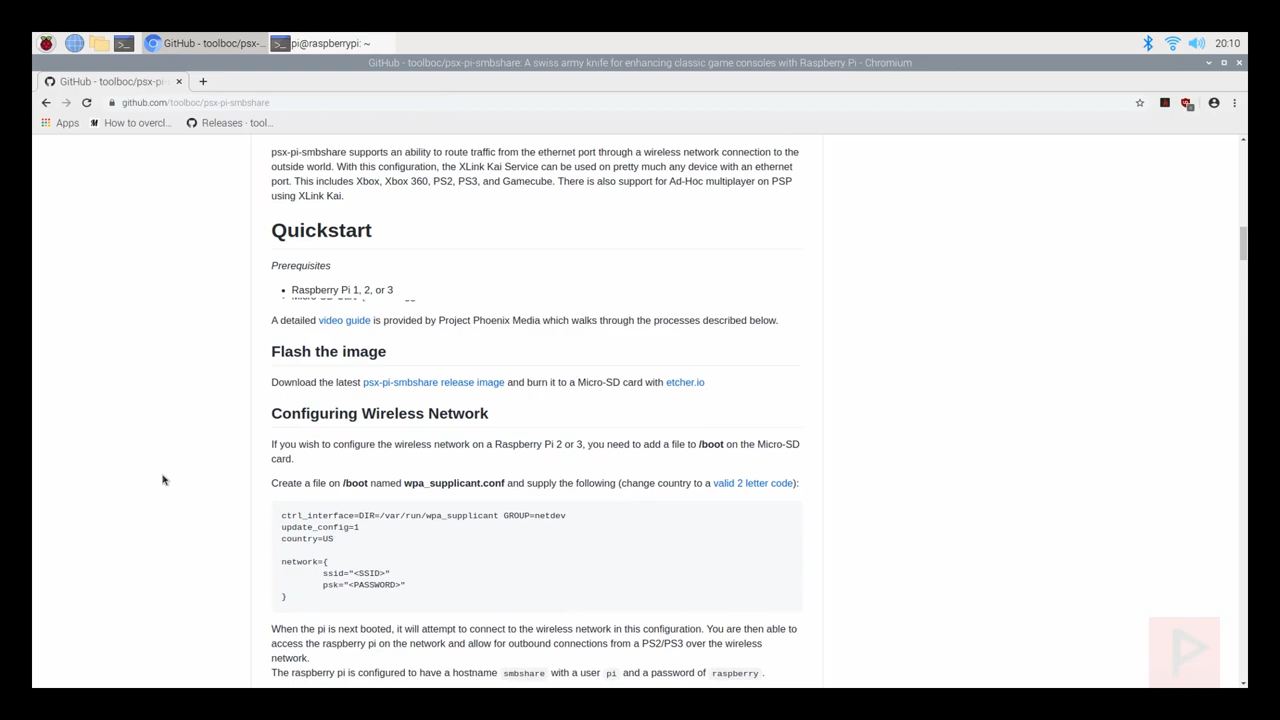 GitHub - toolboc/psx-...
pi@raspberrypi: ~
20:10
GitHub - toolboc/psx-pi-smbshare: A swiss army knife for enhancing classic game consoles with Raspberry Pi - Chromium
GitHub - toolboc/psx-pi-
github.com/toolboc/psx-pi-smbshare
Apps
How to overcl...
Releases · tool...
psx-pi-smbshare supports an ability to route traffic from the ethernet port through a wireless network connection to the
outside world. With this configuration, the XLink Kai Service can be used on pretty much any device with an ethernet
port. This includes Xbox, Xbox 360, PS2, PS3, and Gamecube. There is also support for Ad-Hoc multiplayer on PSP
using XLink Kai.
Quickstart
Prerequisites
• Raspberry Pi 1, 2, or 3
A detailed video guide is provided by Project Phoenix Media which walks through the processes described below.
Flash the image
Download the latest psx-pi-smbshare release image and burn it to a Micro-SD card with etcher.io
Configuring Wireless Network
If you wish to configure the wireless network on a Raspberry Pi 2 or 3, you need to add a file to /boot on the Micro-SD
card.
Create a file on /boot named wpa_supplicant.conf and supply the following (change country to a valid 2 letter code):
ctrl_interface=DIR=/var/run/wpa_supplicant GROUP=netdev
update_config=1
country=US
network={
ssid="<SSID>"
psk="<PASSWORD>"
}
When the pi is next booted, it will attempt to connect to the wireless network in this configuration. You are then able to
access the raspberry pi on the network and allow for outbound connections from a PS2/PS3 over the wireless
network.
The raspberry pi is configured to have a hostname smbshare with a user pi and a password of raspberry.